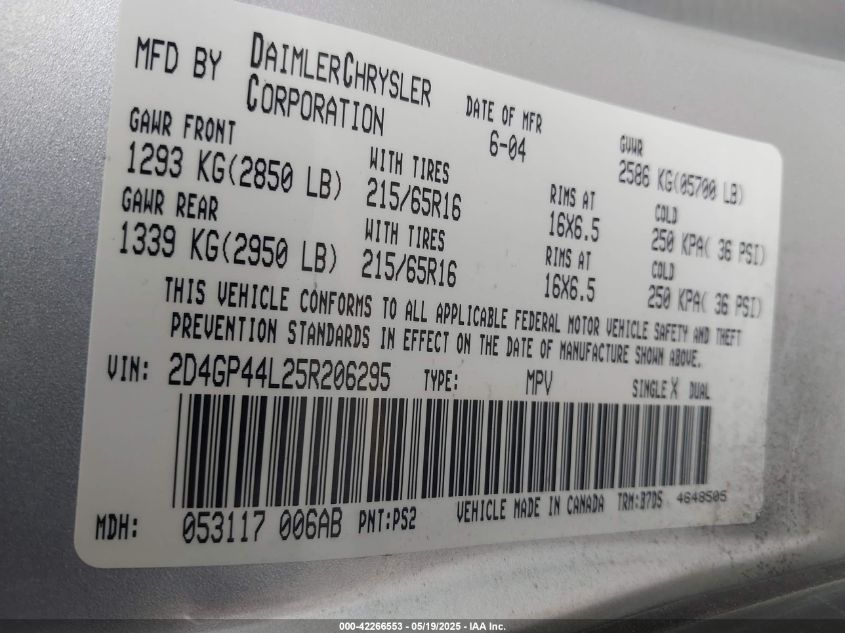 MFD BY DAIMLERCHRYSLER CORPORATION
DATE OF MFR 6-04
GVWR 2586 KG(05700 LB)
GAWR FRONT
1293 KG(2850 LB)
WITH TIRES
215/65R16
RIMS AT
16X6.5
COLD
250 KPA( 36 PSI)
GAWR REAR
1339 KG(2950 LB)
WITH TIRES
215/65R16
RIMS AT
16X6.5
COLD
250 KPA( 36 PSI)
THIS VEHICLE CONFORMS TO ALL APPLICABLE FEDERAL MOTOR VEHICLE SAFETY AND THEFT
PREVENTION STANDARDS IN EFFECT ON THE DATE OF MANUFACTURE SHOWN ABOVE.
VIN: 2D4GP44L25R206295 TYPE: MPV SINGLE X DUAL
MDH: 053117 006AB PNT:PS2 VEHICLE MADE IN CANADA TRM:B7D5 4648505
000-42266553 - 05/19/2025 - IAA Inc.